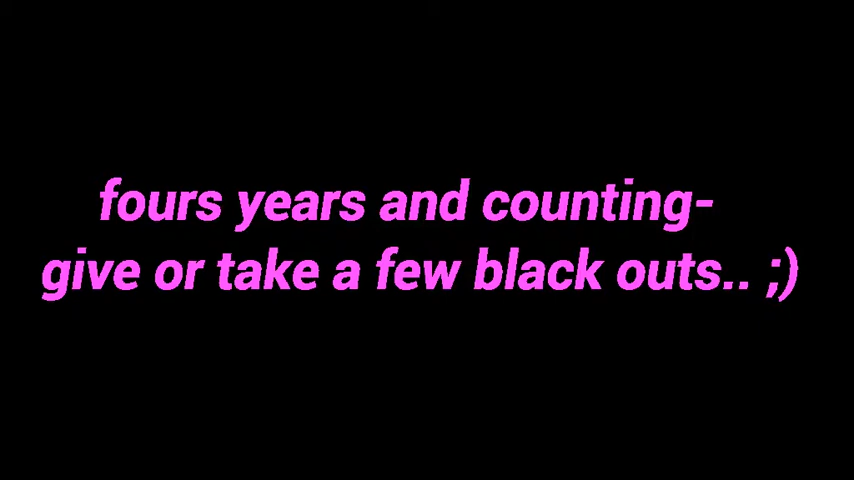 fours years and counting-
give or take a few black outs.. ;)